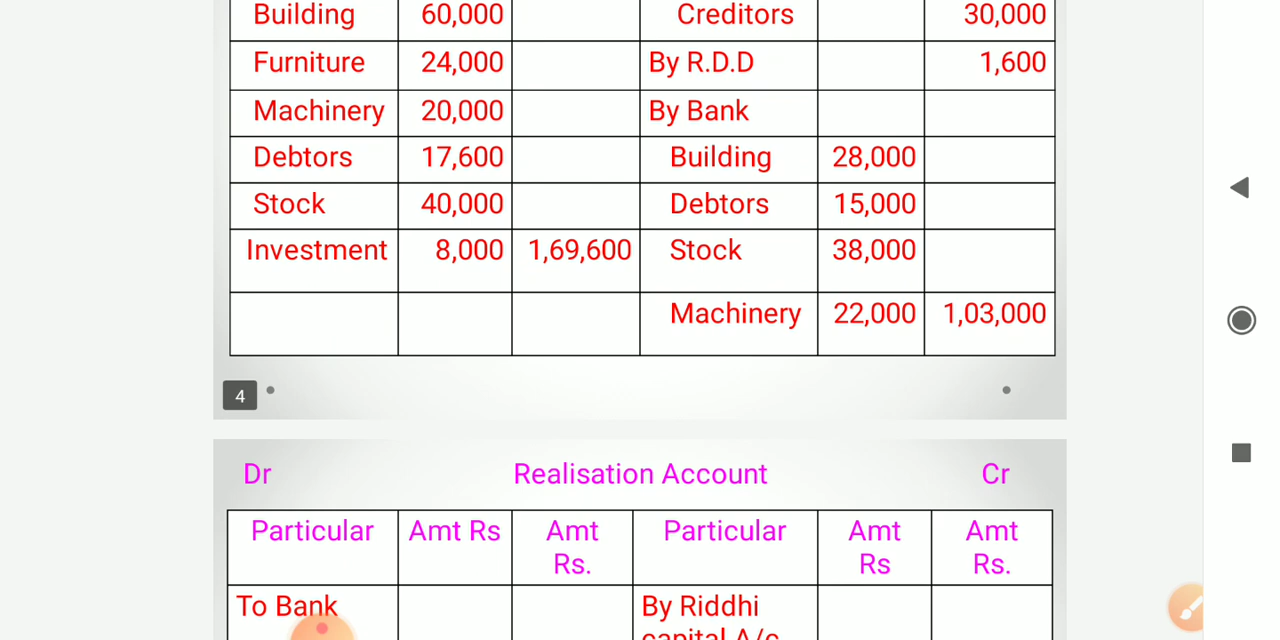 Building 60,000 Creditors 30,000
Furniture 24,000 By R.D.D 1,600
Machinery 20,000 By Bank
Debtors 17,600 Building 28,000
Stock 40,000 Debtors 15,000
Investment 8,000 1,69,600 Stock 38,000
Machinery 22,000 1,03,000
4
Dr Realisation Account Cr
Particular Amt Rs Amt Particular Amt Amt
Rs. Rs Rs.
To Bank By Riddhi
capital A/c